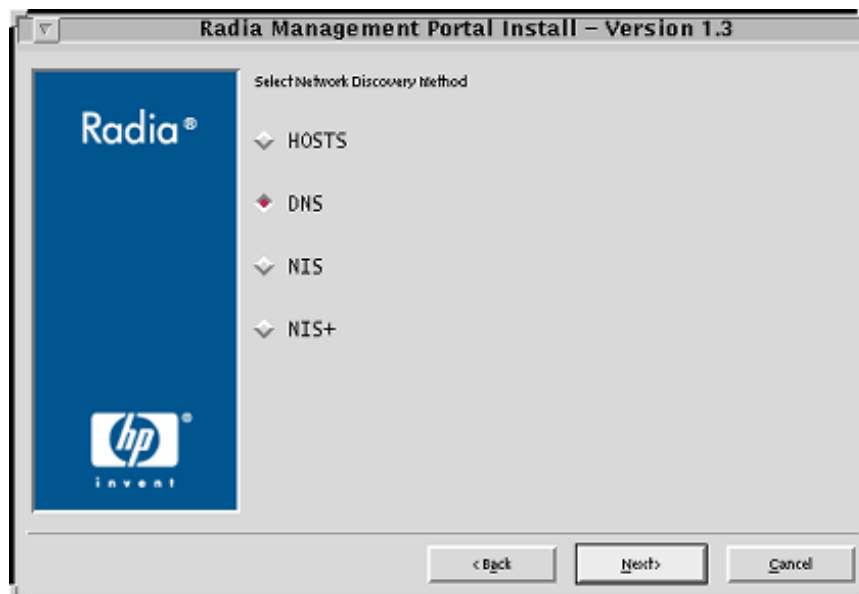 Radia Management Portal Install – Version 1.3
Select Network Discovery Method
Radia®
HOSTS
DNS
NIS
NIS+
hp®
invent
<Back
Next>
Cancel